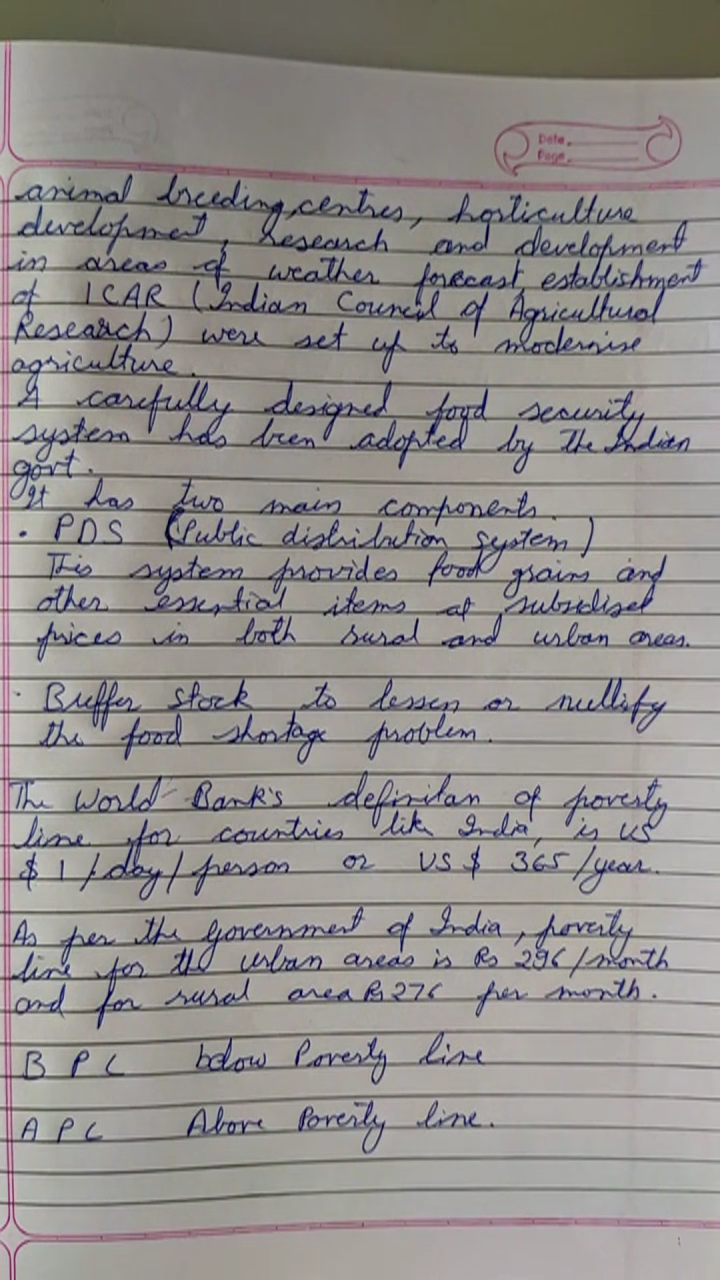 Date.
Page.
animal breeding, centres, horticulture
development, research and development
in areas of weather forecast, establishment
of ICAR (Indian Council of Agricultural
Research) were set up to modernise
agriculture.
A carefully designed food security
system has been adopted by the Indian
govt.
It has two main components.
• PDS (Public distribution system)
This system provides food grains and
other essential items at subsidised
prices in both rural and urban areas.
· Buffer stock to lessen or nullify
the food shortage problem.
The World Bank's definitan of poverty
line for countries like India, is US
$ 1 / day / person or US $ 365 /year.
As per the Government of India, poverty
line for the urban areas is Rs 296 /month
and for rural area Rs 276 per month.
B P L below Poverty line
A P L Above Poverty line.